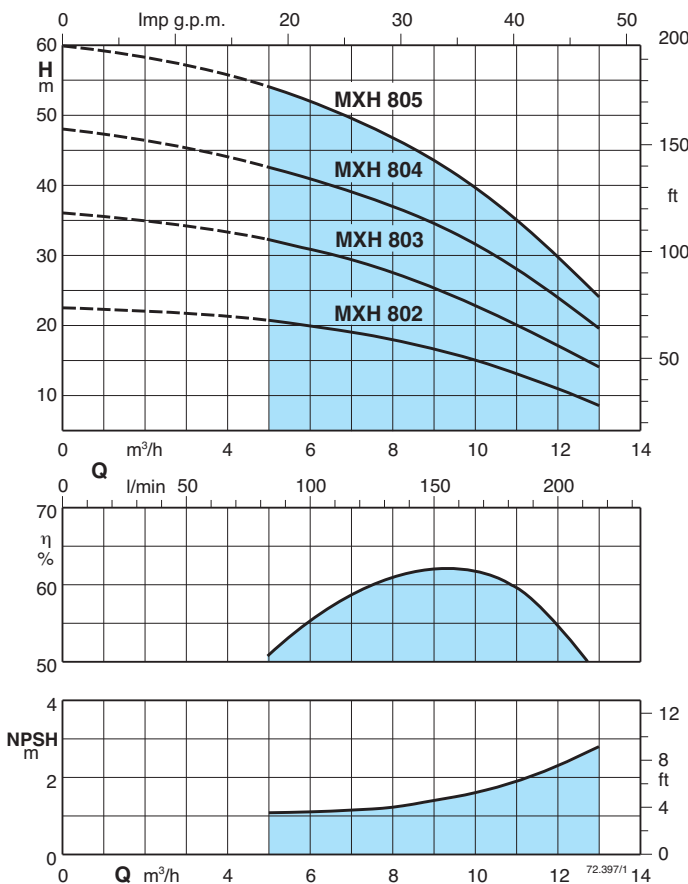 0 Imp g.p.m. 20 30 40 50
60 200
H
m
MXH 805
50
150
MXH 804
40
ft
MXH 803
100
30
MXH 802
20
50
10
0 m³/h 4 6 8 10 12 14
Q
0 l/min 50 100 150 200
70
η
%
60
50
4 12
NPSH
m
8
2 ft
4
0 0
72.397/1
0 Q m³/h 4 6 8 10 12 14